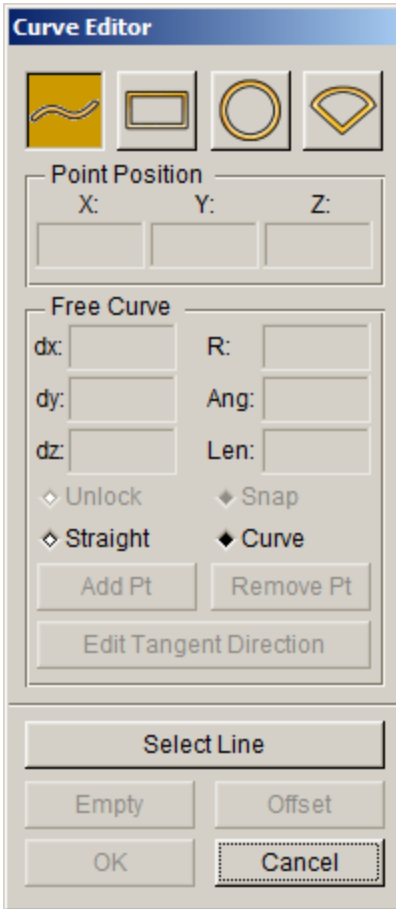 Curve Editor
Point Position
X: Y: Z:
Free Curve
dx: R:
dy: Ang:
dz: Len:
Unlock Snap
Straight Curve
Add Pt Remove Pt
Edit Tangent Direction
Select Line
Empty Offset
OK Cancel